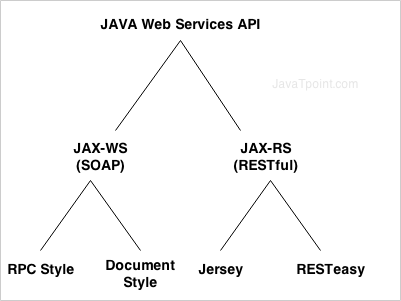 JAVA Web Services API
JavaTpoint.com
JAX-WS
(SOAP)
JAX-RS
(RESTful)
RPC Style
Document
Style
Jersey
RESTeasy